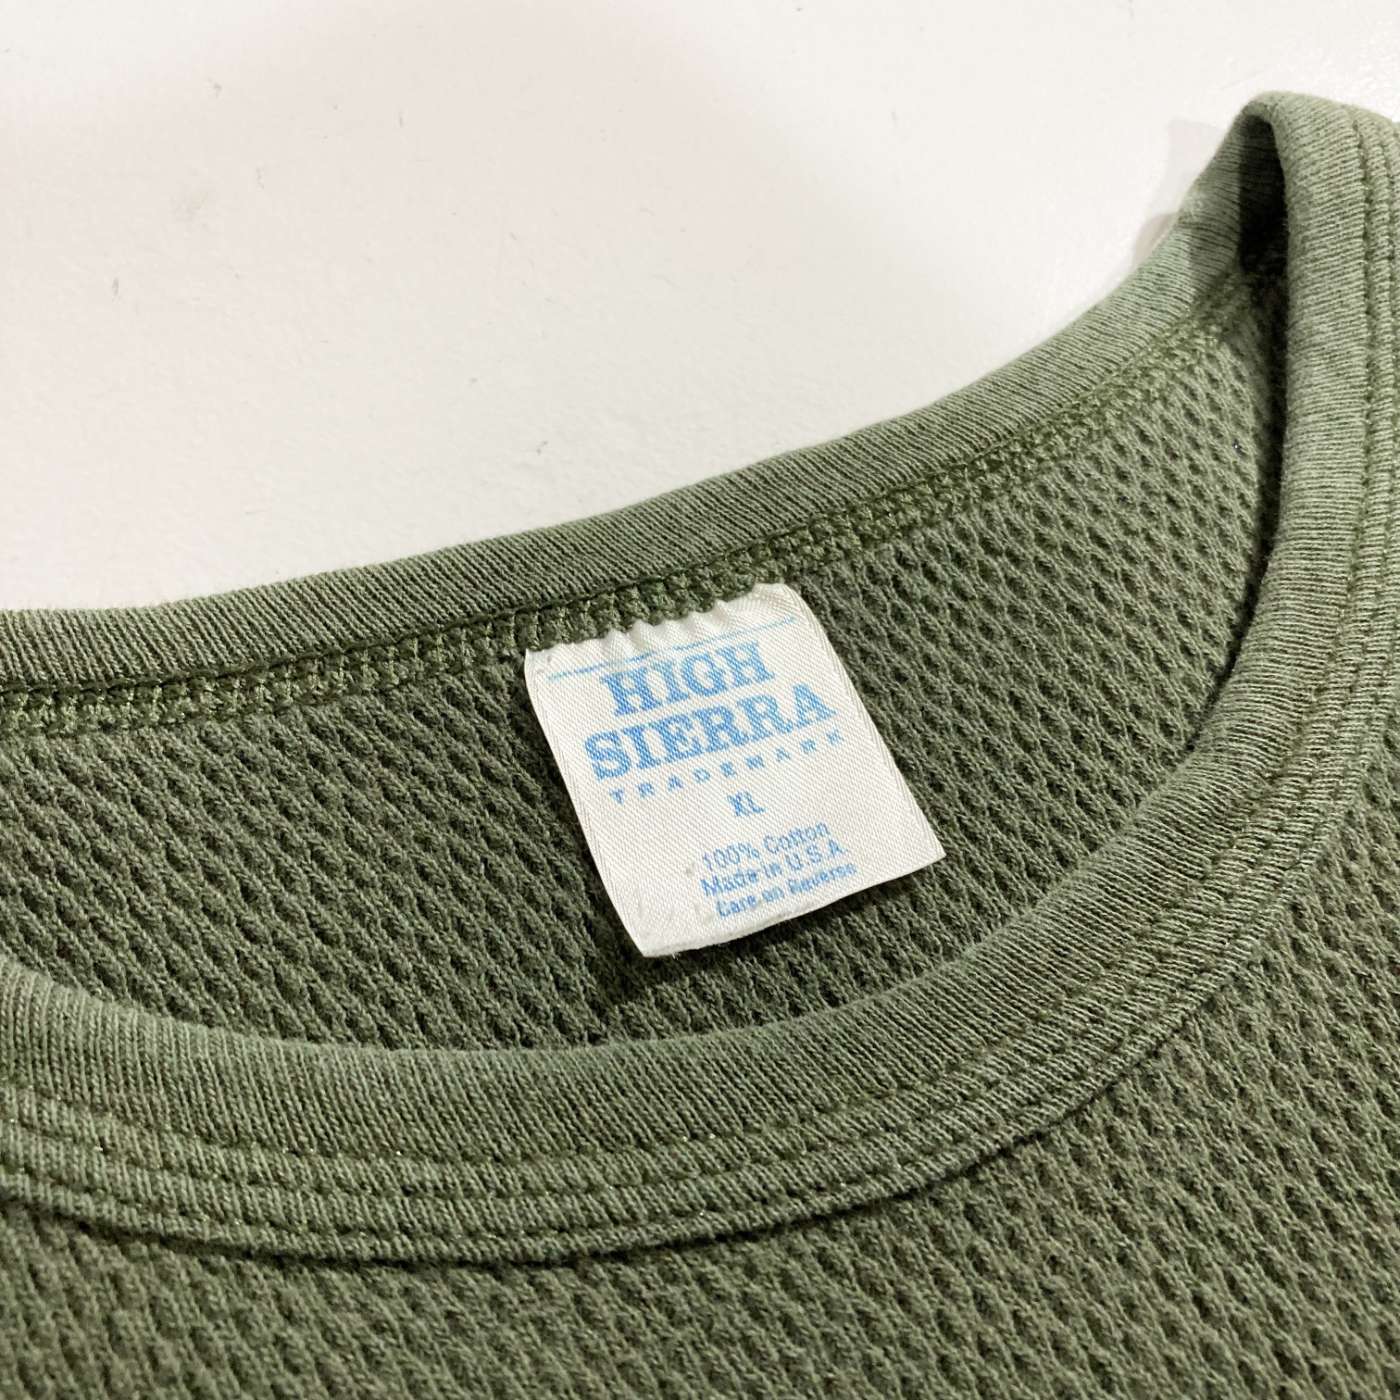 HIGH
SIERRA
TRADEMARK
XL
100% Cotton
Made in U.S.A
Care on Reverse